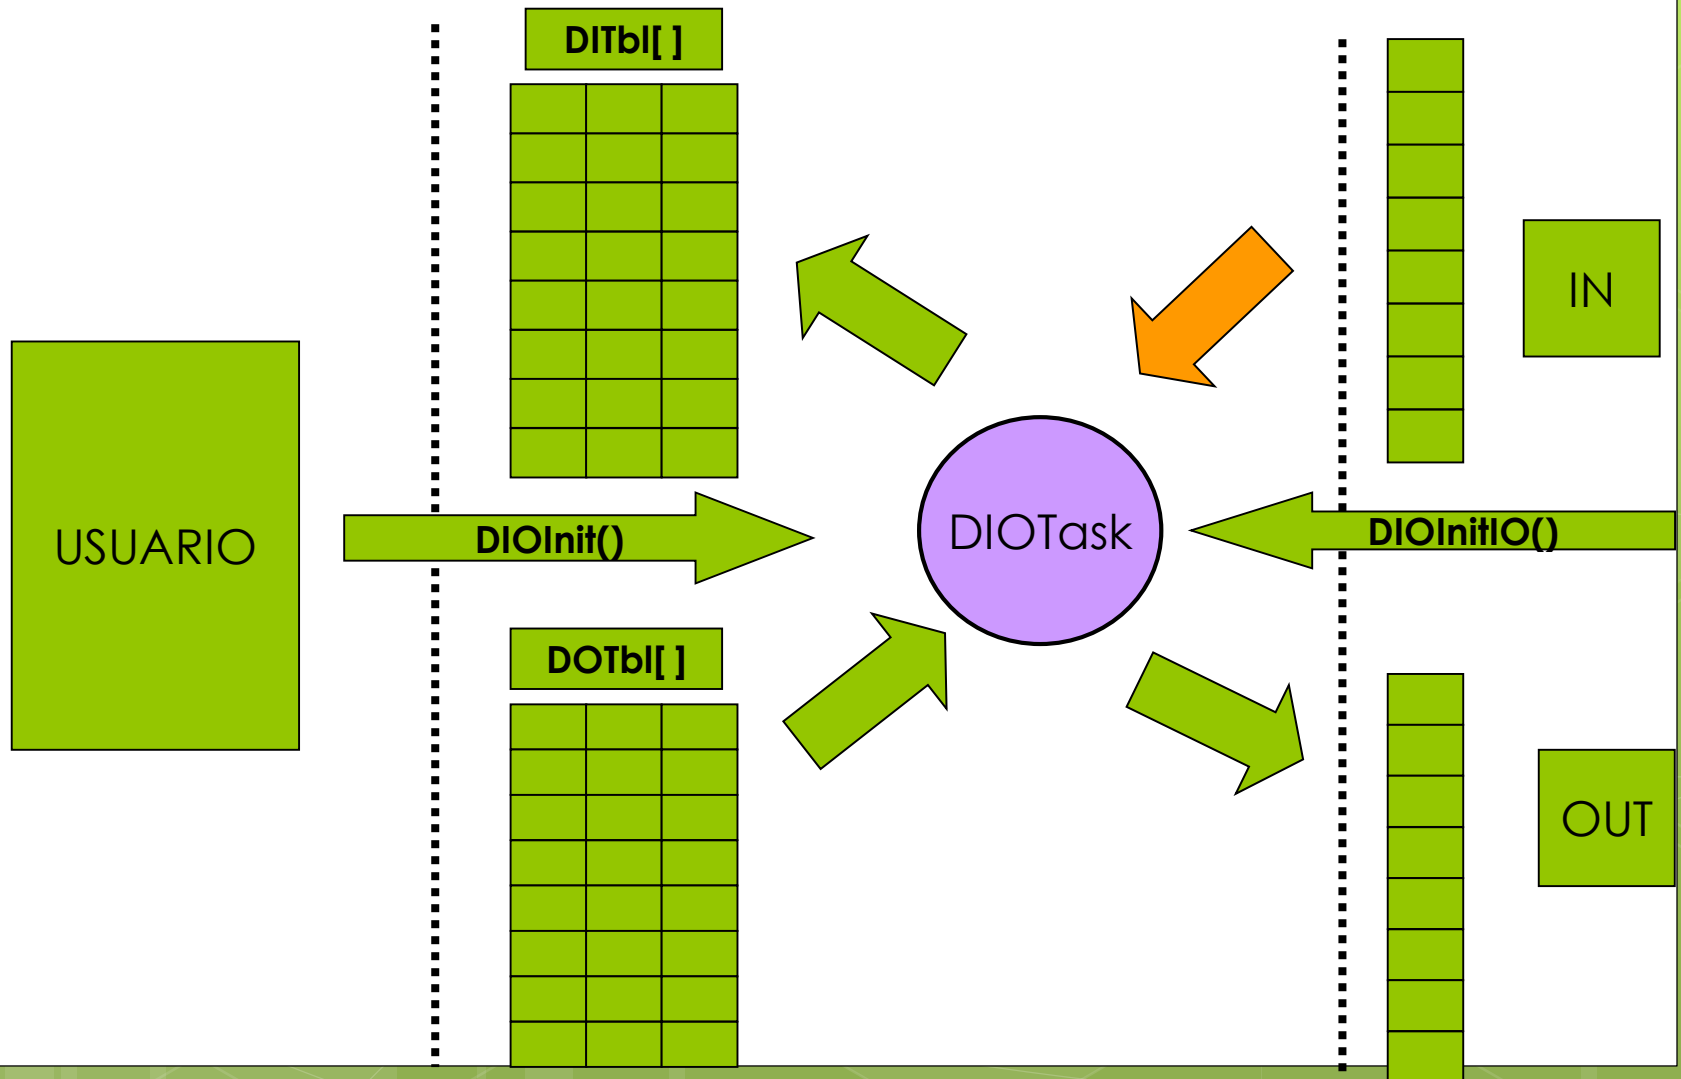 DITbl[ ]
IN
USUARIO
DIOInit()
DIOTask
DIOInitIO()
DOTbl[ ]
OUT